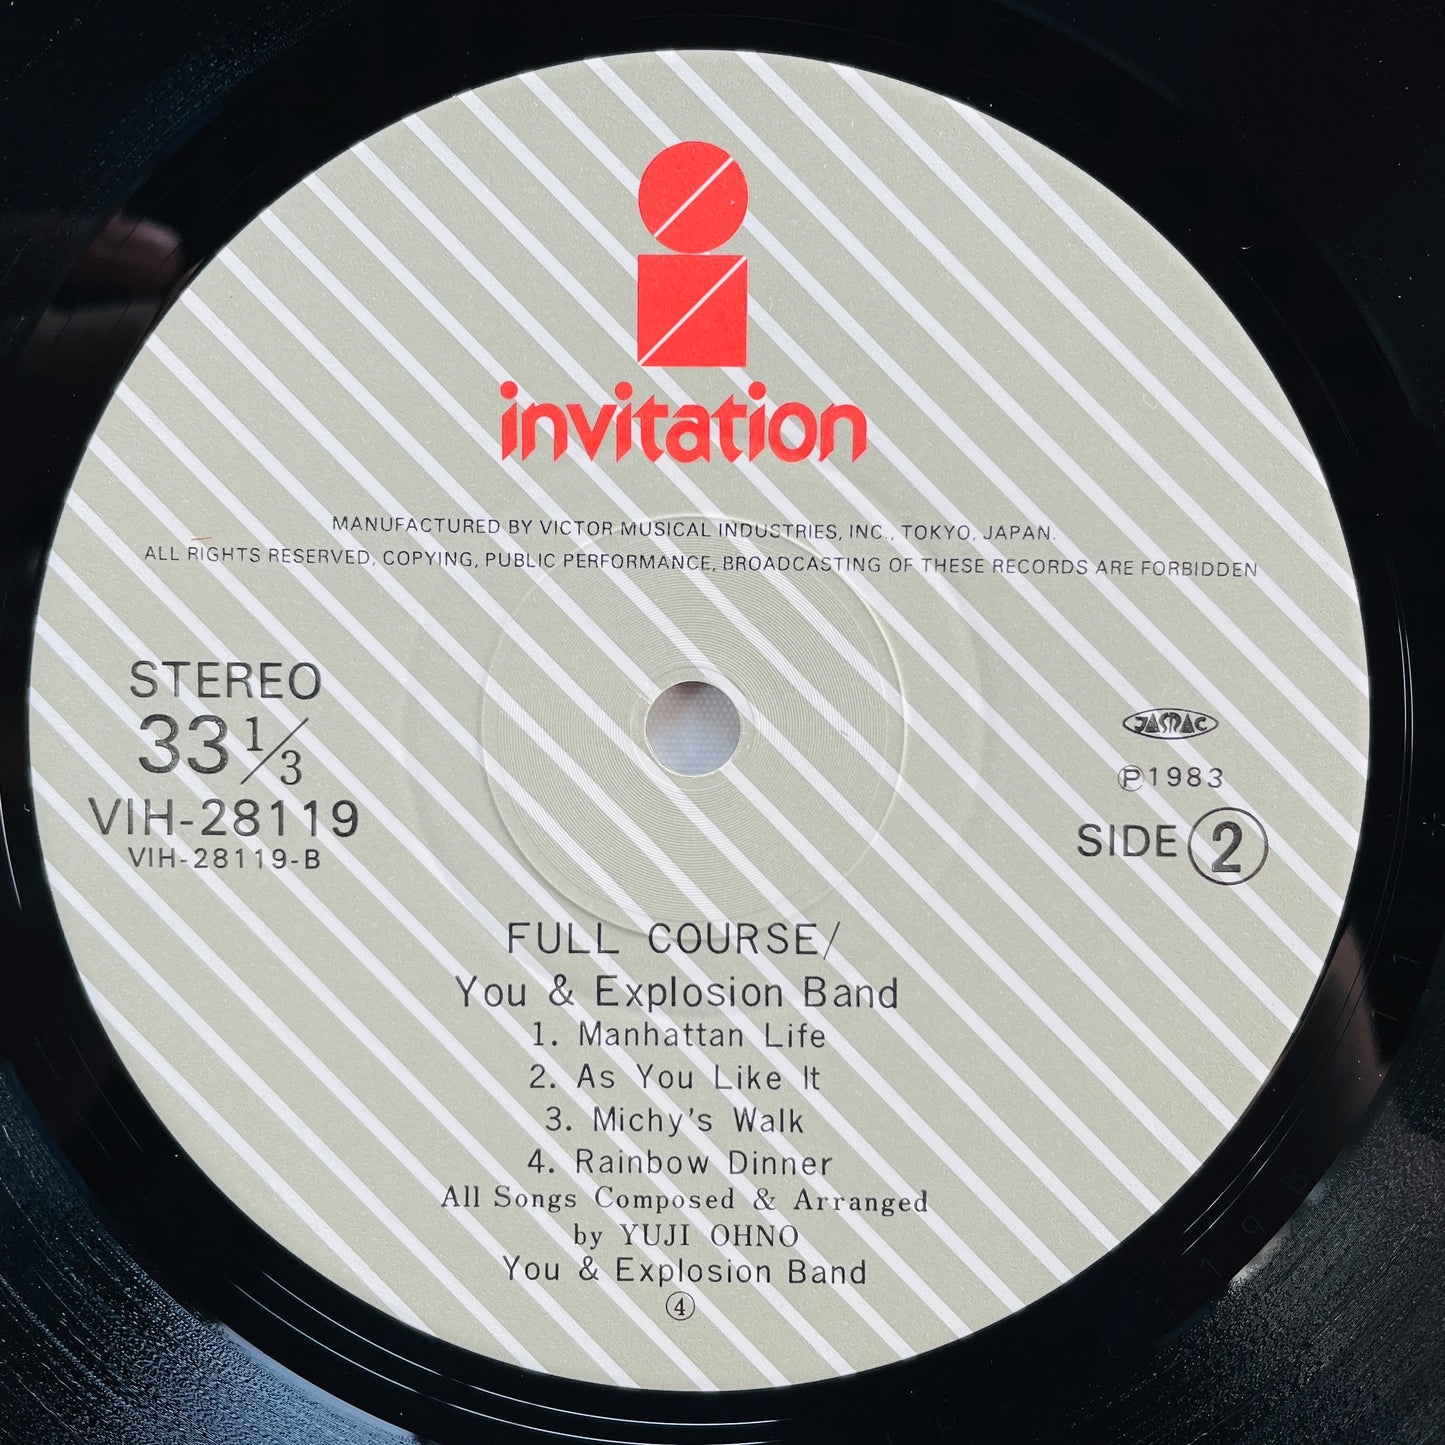 invitation
MANUFACTURED BY VICTOR MUSICAL INDUSTRIES, INC., TOKYO, JAPAN.
ALL RIGHTS RESERVED, COPYING, PUBLIC PERFORMANCE, BROADCASTING OF THESE RECORDS ARE FORBIDDEN
STEREO
33 1/3
VIH-28119
VIH-28119-B
JASRAC
℗1983
SIDE ②
FULL COURSE/
You & Explosion Band
1. Manhattan Life
2. As You Like It
3. Michy's Walk
4. Rainbow Dinner
All Songs Composed & Arranged
by YUJI OHNO
You & Explosion Band
④